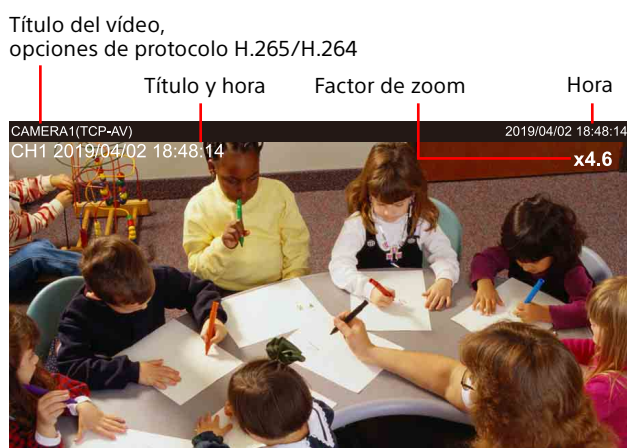 Título del vídeo,
opciones de protocolo H.265/H.264
Título y hora
Factor de zoom
Hora
CAMERA1(TCP-AV)
2019/04/02 18:48:14
CH1 2019/04/02 18:48:14
x4.6